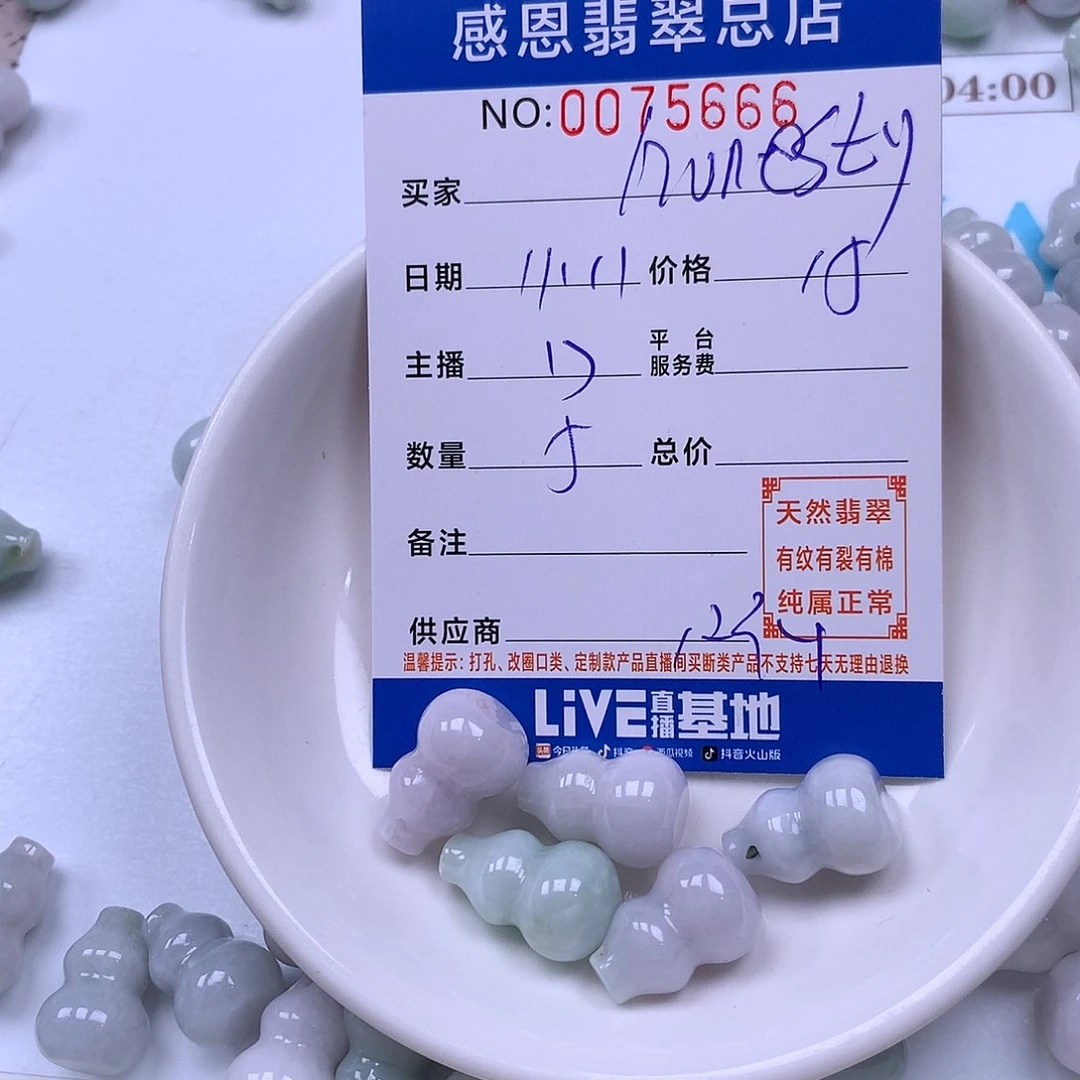 感恩翡翠总店
04:00
NO:0075666
买家 hunesty
日期 11.11 价格
主播 平台服务费
数量 总价
天然翡翠
有纹有裂有棉
备注
纯属正常
供应商
温馨提示：打孔、改圈口类、定制款产品直播间买断类产品不支持七天无理由退换
LiVE直播基地
今日头条 抖音 西瓜视频 抖音火山版